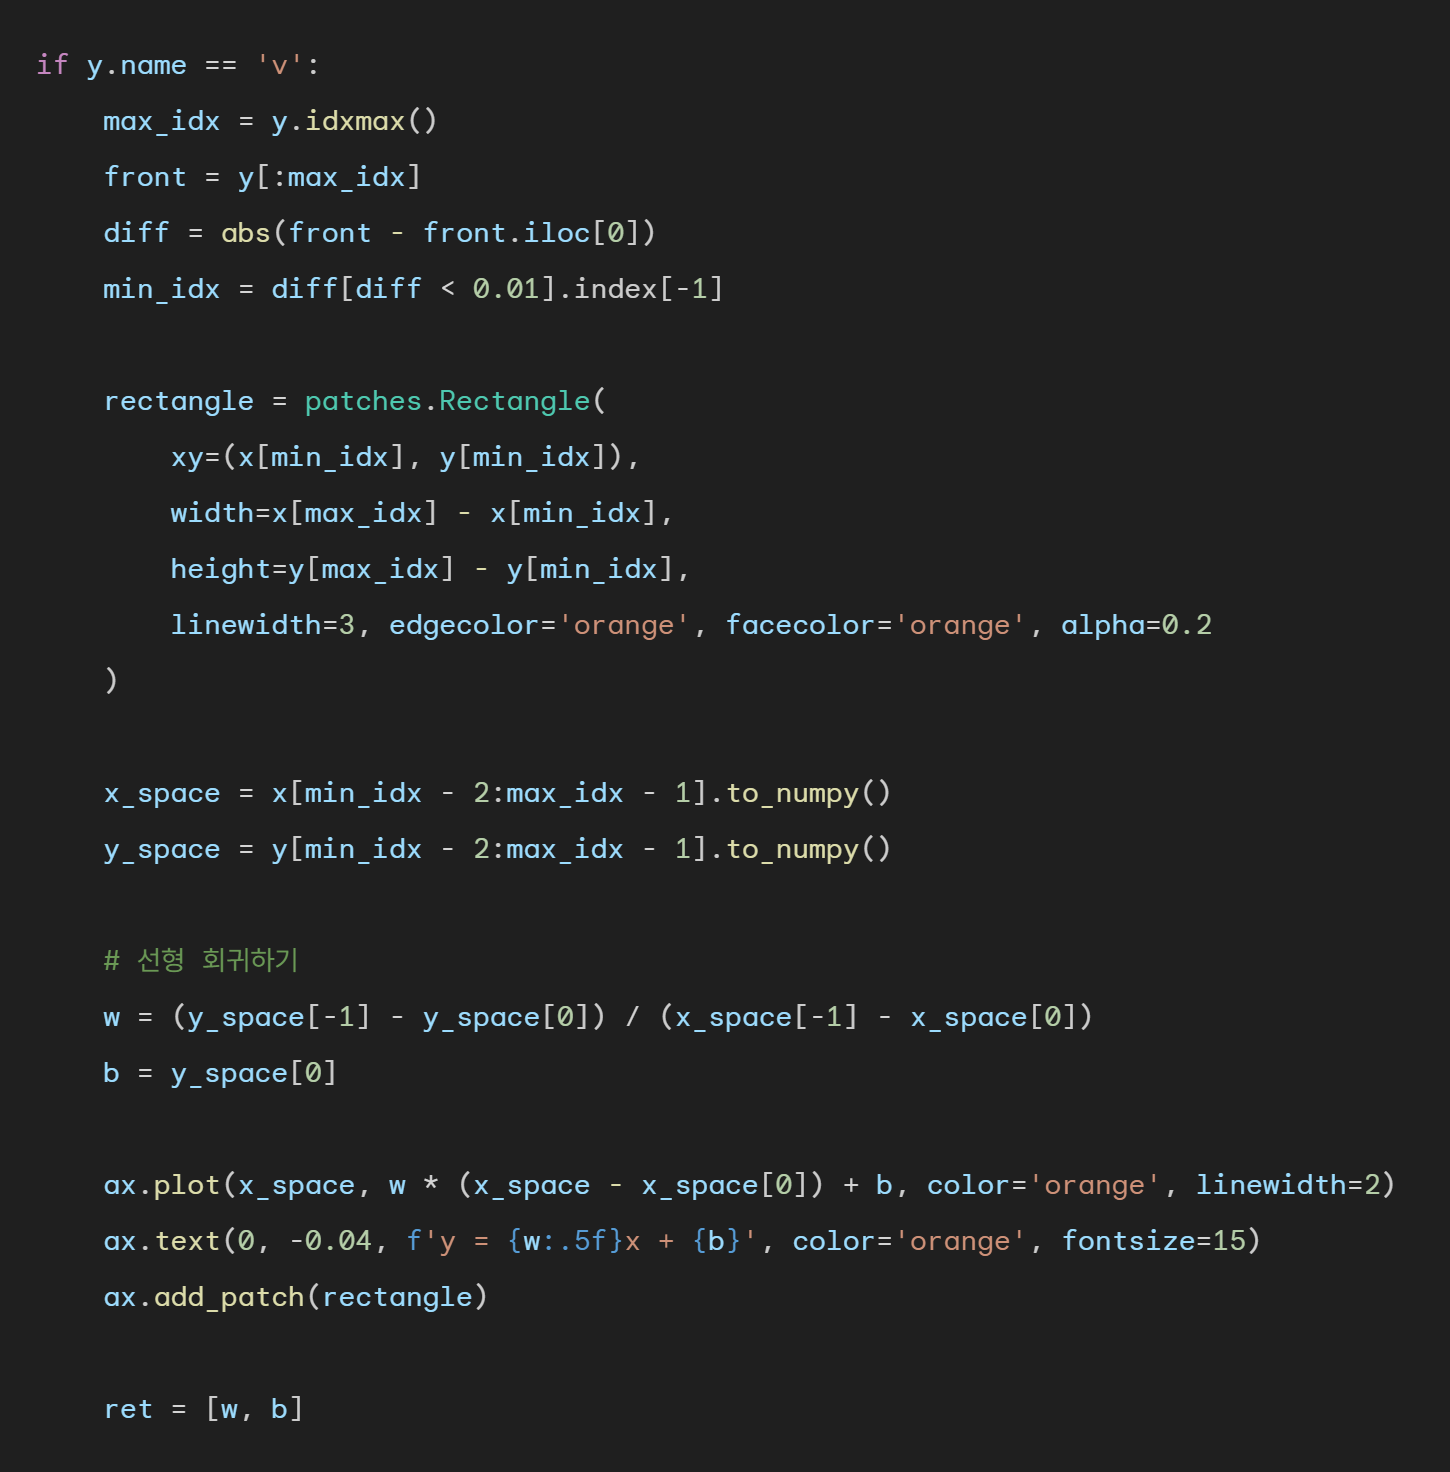 if y.name == 'v':
    max_idx = y.idxmax()
    front = y[:max_idx]
    diff = abs(front - front.iloc[0])
    min_idx = diff[diff < 0.01].index[-1]

    rectangle = patches.Rectangle(
        xy=(x[min_idx], y[min_idx]),
        width=x[max_idx] - x[min_idx],
        height=y[max_idx] - y[min_idx],
        linewidth=3, edgecolor='orange', facecolor='orange', alpha=0.2
    )

    x_space = x[min_idx - 2:max_idx - 1].to_numpy()
    y_space = y[min_idx - 2:max_idx - 1].to_numpy()

    # 선형 회귀하기
    w = (y_space[-1] - y_space[0]) / (x_space[-1] - x_space[0])
    b = y_space[0]

    ax.plot(x_space, w * (x_space - x_space[0]) + b, color='orange', linewidth=2)
    ax.text(0, -0.04, f'y = {w:.5f}x + {b}', color='orange', fontsize=15)
    ax.add_patch(rectangle)

    ret = [w, b]